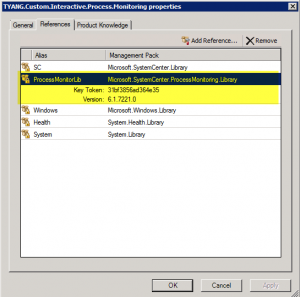 TYANG.Custom.Interactive.Process.Monitoring properties
General References Product Knowledge
Add Reference... Remove
Alias Management Pack
SC Microsoft.SystemCenter.Library
ProcessMonitorLib Microsoft.SystemCenter.ProcessMonitoring.Library
Key Token: 31bf3856ad364e35
Version: 6.1.7221.0
Windows Microsoft.Windows.Library
Health System.Health.Library
System System.Library
OK Cancel Apply